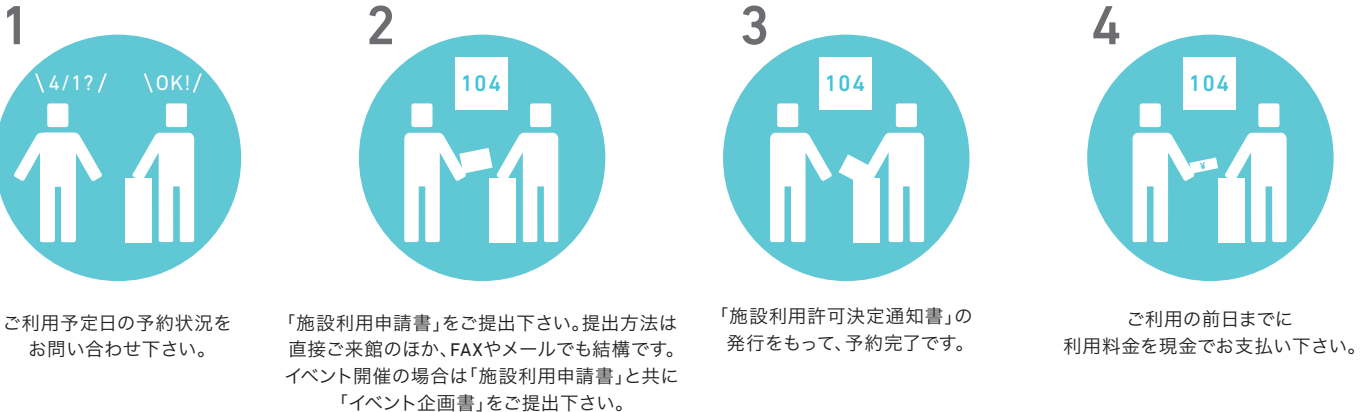 1
\4/1?/ \OK!/
ご利用予定日の予約状況を
お問い合わせ下さい。
2
104
「施設利用申請書」をご提出下さい。提出方法は
直接ご来館のほか、FAXやメールでも結構です。
イベント開催の場合は「施設利用申請書」と共に
「イベント企画書」をご提出下さい。
3
104
「施設利用許可決定通知書」の
発行をもって、予約完了です。
4
104
¥
ご利用の前日までに
利用料金を現金でお支払い下さい。